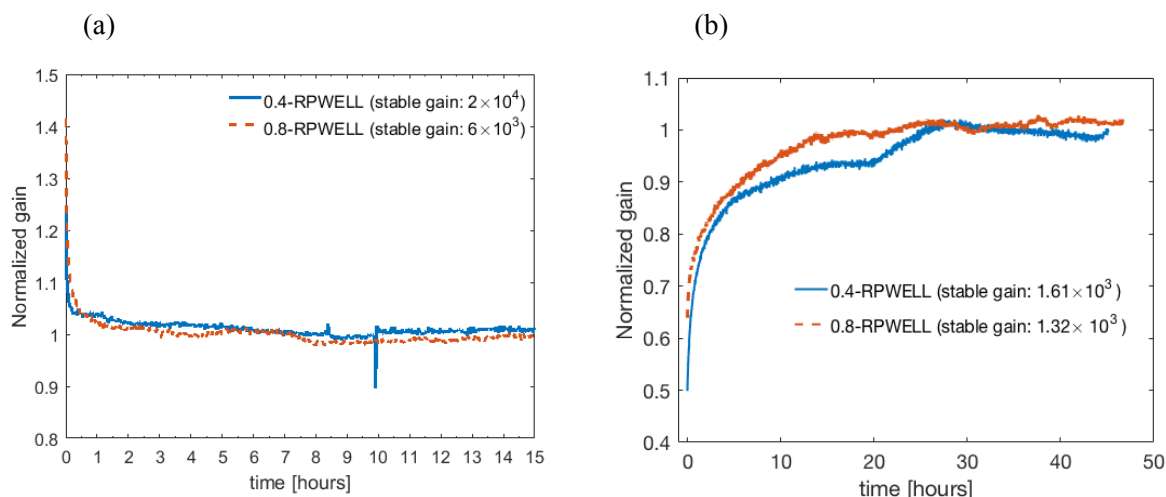 (a)
1.5
1.4
1.3
1.2
1.1
1
0.9
0.8
Normalized gain
0.4-RPWELL (stable gain: 2×10⁴)
0.8-RPWELL (stable gain: 6×10³)
0 1 2 3 4 5 6 7 8 9 10 11 12 13 14 15
time [hours]
(b)
1.1
1
0.9
0.8
0.7
0.6
0.5
0.4
Normalized gain
0.4-RPWELL (stable gain: 1.61×10³)
0.8-RPWELL (stable gain: 1.32× 10³ )
0 10 20 30 40 50
time [hours]